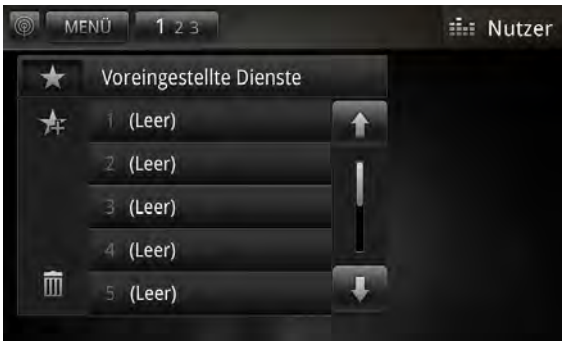 MENÜ 1 2 3 Nutzer
Voreingestellte Dienste
1 (Leer)
2 (Leer)
3 (Leer)
4 (Leer)
5 (Leer)